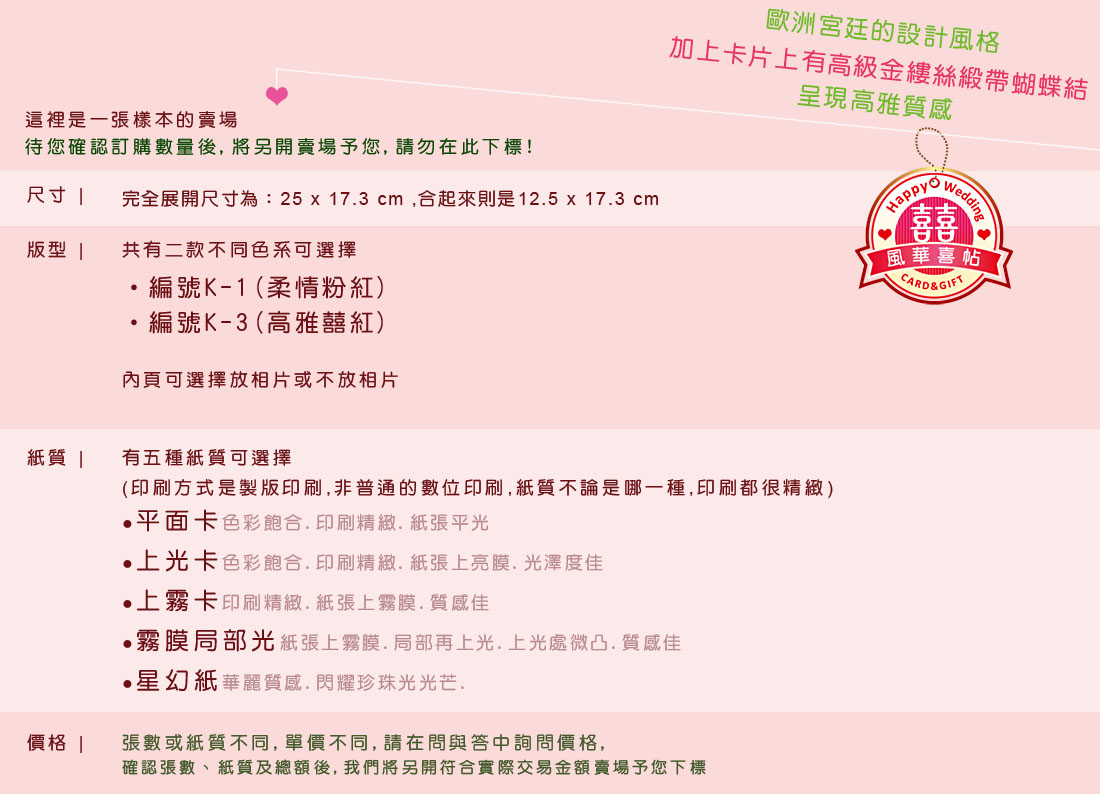 歐洲宮廷的設計風格
加上卡片上有高級金縷絲緞帶蝴蝶結
呈現高雅質感
這裡是一張樣本的賣場
待您確認訂購數量後,將另開賣場予您,請勿在此下標!
尺寸 | 完全展開尺寸為：25 x 17.3 cm ,合起來則是12.5 x 17.3 cm
Happy Wedding
囍
風華喜帖
CARD&GIFT
版型 | 共有二款不同色系可選擇
・編號K-1(柔情粉紅)
・編號K-3(高雅囍紅)
內頁可選擇放相片或不放相片
紙質 | 有五種紙質可選擇
(印刷方式是製版印刷,非普通的數位印刷,紙質不論是哪一種,印刷都很精緻)
●平面卡色彩飽合.印刷精緻.紙張平光
●上光卡色彩飽合.印刷精緻.紙張上亮膜.光澤度佳
●上霧卡印刷精緻.紙張上霧膜.質感佳
●霧膜局部光紙張上霧膜.局部再上光.上光處微凸.質感佳
●星幻紙華麗質感.閃耀珍珠光光芒.
價格 | 張數或紙質不同,單價不同,請在問與答中詢問價格,
確認張數、紙質及總額後,我們將另開符合實際交易金額賣場予您下標